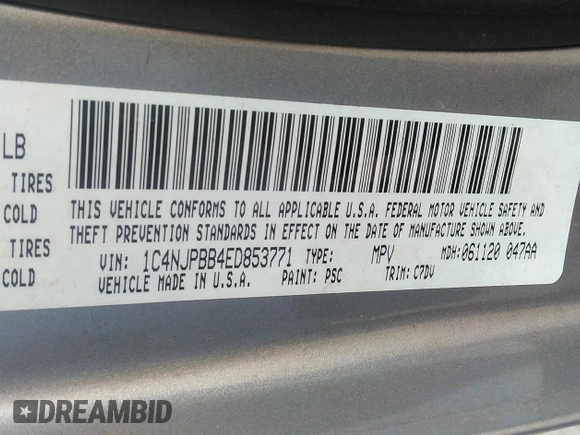 LB
TIRES
COLD
TIRES
COLD
THIS VEHICLE CONFORMS TO ALL APPLICABLE U.S.A. FEDERAL MOTOR VEHICLE SAFETY AND
THEFT PREVENTION STANDARDS IN EFFECT ON THE DATE OF MANUFACTURE SHOWN ABOVE.
VIN: 1C4NJPBB4ED853771 TYPE: MPV MDH:061120 047AA
VEHICLE MADE IN U.S.A. PAINT: PSC TRIM: C7DV
DREAMBID